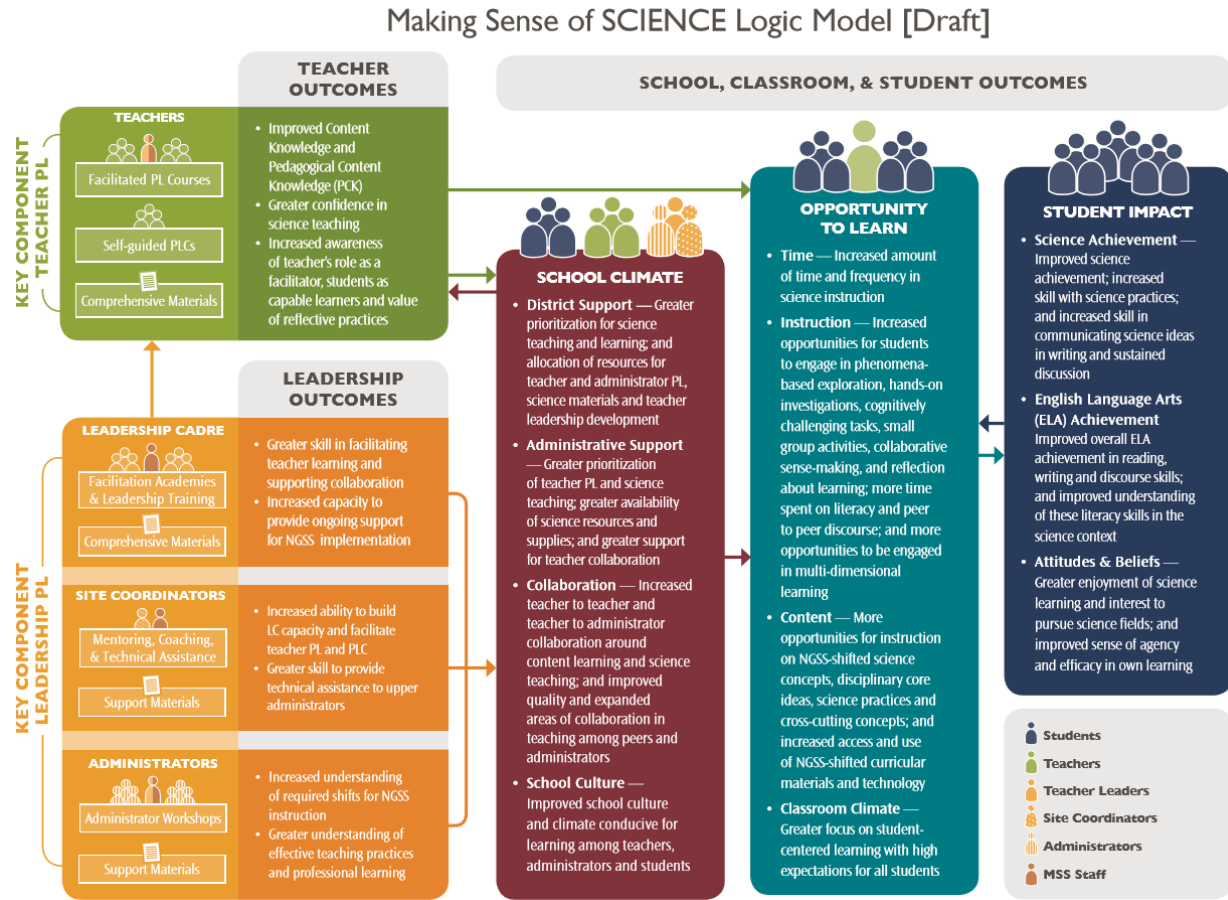 Making Sense of SCIENCE Logic Model [Draft]
KEY COMPONENT
TEACHER PL
TEACHERS
Facilitated PL Courses
Self-guided PLCs
Comprehensive Materials
TEACHER
OUTCOMES
• Improved Content
Knowledge and
Pedagogical Content
Knowledge (PCK)
• Greater confidence in
science teaching
• Increased awareness
of teacher's role as a
facilitator, students as
capable learners and value
of reflective practices
KEY COMPONENT
LEADERSHIP PL
LEADERSHIP
OUTCOMES
LEADERSHIP CADRE
Facilitation Academies
& Leadership Training
Comprehensive Materials
• Greater skill in facilitating
teacher learning and
supporting collaboration
• Increased capacity to
provide ongoing support
for NGSS implementation
SITE COORDINATORS
Mentoring, Coaching,
& Technical Assistance
Support Materials
• Increased ability to build
LC capacity and facilitate
teacher PL and PLC
• Greater skill to provide
technical assistance to upper
administrators
ADMINISTRATORS
Administrator Workshops
Support Materials
• Increased understanding
of required shifts for NGSS
instruction
• Greater understanding of
effective teaching practices
and professional learning
SCHOOL, CLASSROOM, & STUDENT OUTCOMES
SCHOOL CLIMATE
• District Support — Greater
prioritization for science
teaching and learning; and
allocation of resources for
teacher and administrator PL,
science materials and teacher
leadership development
• Administrative Support
— Greater prioritization
of teacher PL and science
teaching; greater availability
of science resources and
supplies; and greater support
for teacher collaboration
• Collaboration — Increased
teacher to teacher and
teacher to administrator
collaboration around
content learning and science
teaching; and improved
quality and expanded
areas of collaboration in
teaching among peers and
administrators
• School Culture —
Improved school culture
and climate conducive for
learning among teachers,
administrators and students
OPPORTUNITY
TO LEARN
• Time — Increased amount
of time and frequency in
science instruction
• Instruction — Increased
opportunities for students
to engage in phenomena-
based exploration, hands-on
investigations, cognitively
challenging tasks, small
group activities, collaborative
sense-making, and reflection
about learning; more time
spent on literacy and peer
to peer discourse; and more
opportunities to be engaged
in multi-dimensional
learning
• Content — More
opportunities for instruction
on NGSS-shifted science
concepts, disciplinary core
ideas, science practices and
cross-cutting concepts; and
increased access and use
of NGSS-shifted curricular
materials and technology
• Classroom Climate —
Greater focus on student-
centered learning with high
expectations for all students
STUDENT IMPACT
• Science Achievement —
Improved science
achievement; increased
skill with science practices;
and increased skill in
communicating science ideas
in writing and sustained
discussion
• English Language Arts
(ELA) Achievement
Improved overall ELA
achievement in reading,
writing and discourse skills;
and improved understanding
of these literacy skills in the
science context
• Attitudes & Beliefs —
Greater enjoyment of science
learning and interest to
pursue science fields; and
improved sense of agency
and efficacy in own learning
Students
Teachers
Teacher Leaders
Site Coordinators
Administrators
MSS Staff